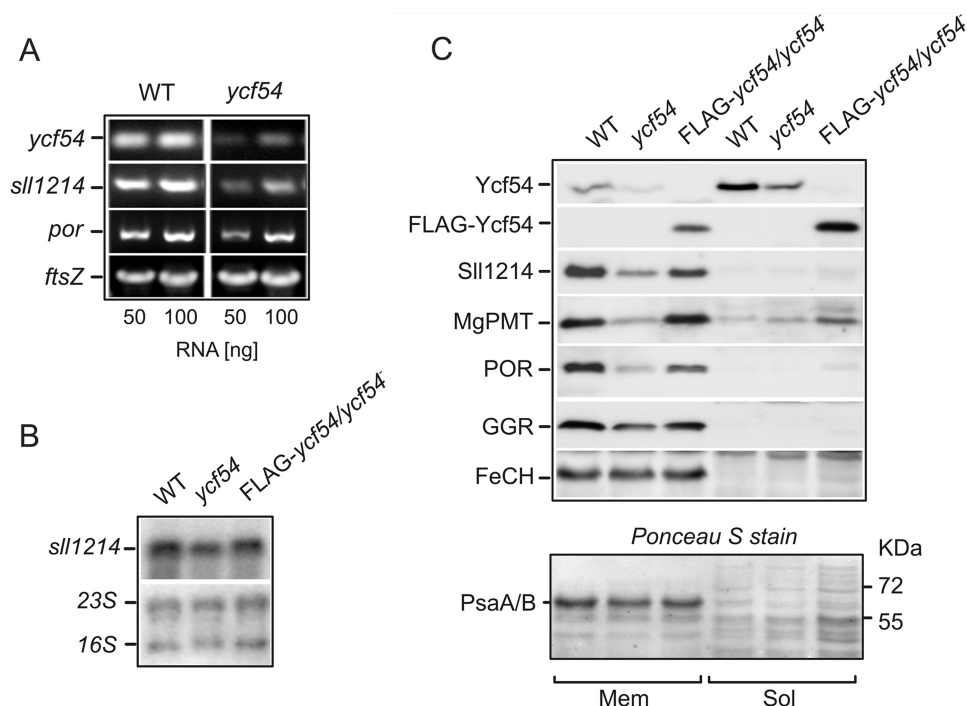 A
WT ycf54
ycf54
sll1214
por
ftsZ
50 100 50 100
RNA [ng]
B
WT ycf54 FLAG-ycf54/ycf54-
sll1214
23S
16S
C
WT ycf54 FLAG-ycf54/ycf54- WT ycf54 FLAG-ycf54/ycf54-
Ycf54
FLAG-Ycf54
Sll1214
MgPMT
POR
GGR
FeCH
Ponceau S stain
KDa
PsaA/B
72
55
Mem Sol